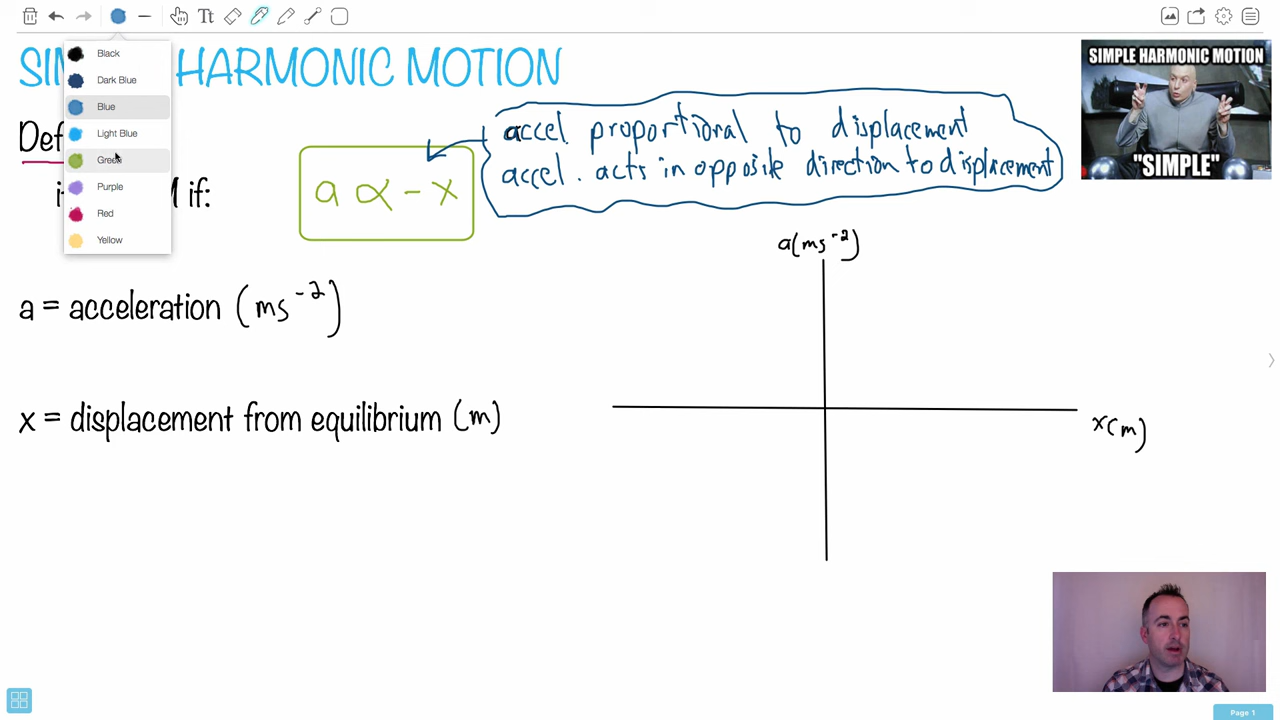 Black
Dark Blue
Blue
Light Blue
Green
Purple
Red
Yellow
HARMONIC MOTION
SIMPLE HARMONIC MOTION
"SIMPLE"
Def
if:
a α - x
accel. proportional to displacement
accel. acts in opposite direction to displacement
a(ms⁻²)
a = acceleration (ms⁻²)
x = displacement from equilibrium (m)
x(m)
Page 1